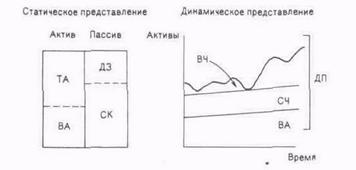 Статическое представление
Динамическое представление
Актив Пассив
ТА
ВА
ДЗ
СК
Активы
ВЧ
СЧ
ВА
ДП
Время